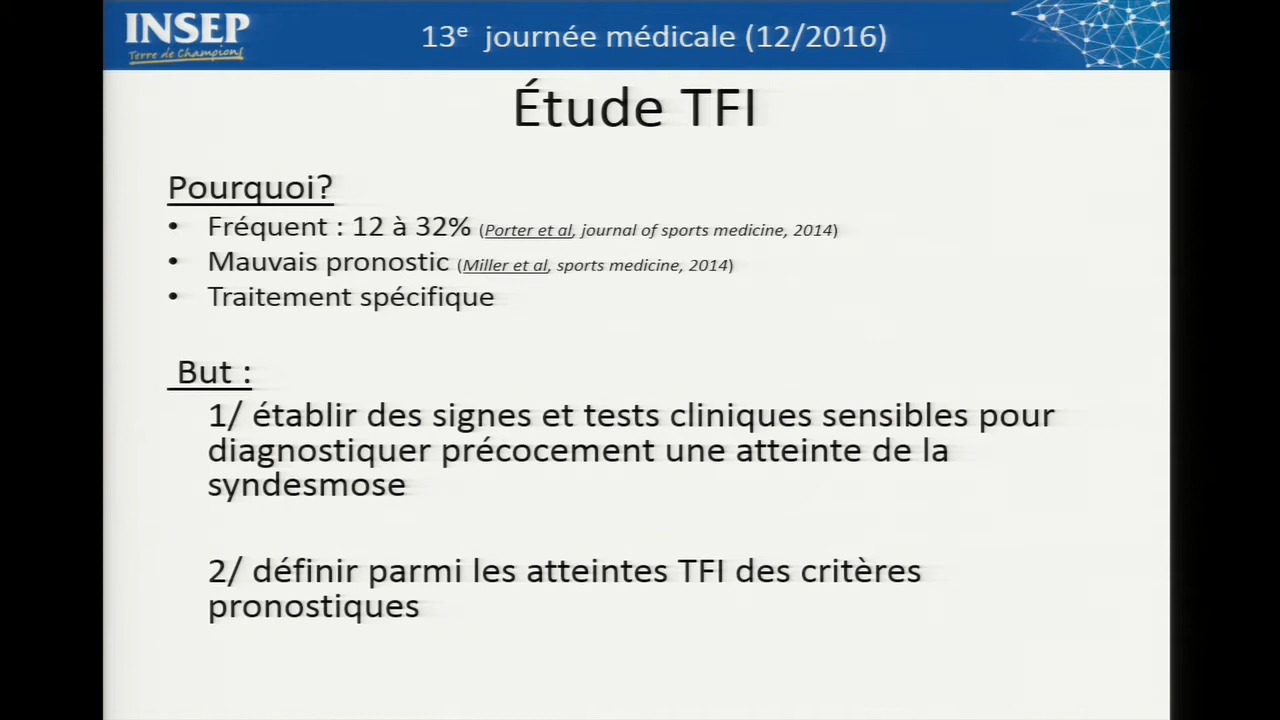 INSEP
Terre de Champions
13e journée médicale (12/2016)
Étude TFI
Pourquoi?
• Fréquent : 12 à 32% (Porter et al, journal of sports medicine, 2014)
• Mauvais pronostic (Miller et al, sports medicine, 2014)
• Traitement spécifique
But :
1/ établir des signes et tests cliniques sensibles pour
diagnostiquer précocement une atteinte de la
syndesmose
2/ définir parmi les atteintes TFI des critères
pronostiques